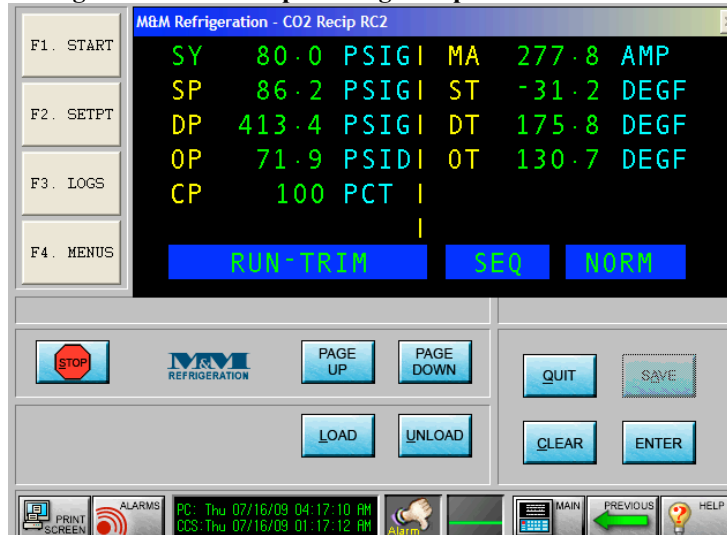 M&M Refrigeration - CO2 Recip RC2
F1. START
F2. SETPT
F3. LOGS
F4. MENUS
SY 80.0 PSIG | MA 277.8 AMP
SP 86.2 PSIG | ST -31.2 DEGF
DP 413.4 PSIG | DT 175.8 DEGF
OP 71.9 PSID | OT 130.7 DEGF
CP 100 PCT |
|
RUN-TRIM SEQ NORM
STOP
M&M
REFRIGERATION
PAGE UP
PAGE DOWN
QUIT
SAVE
LOAD
UNLOAD
CLEAR
ENTER
PRINT SCREEN
ALARMS
PC: Thu 07/16/09 04:17:10 AM
CCS: Thu 07/16/09 01:17:12 AM
Alarm
MAIN
PREVIOUS
HELP